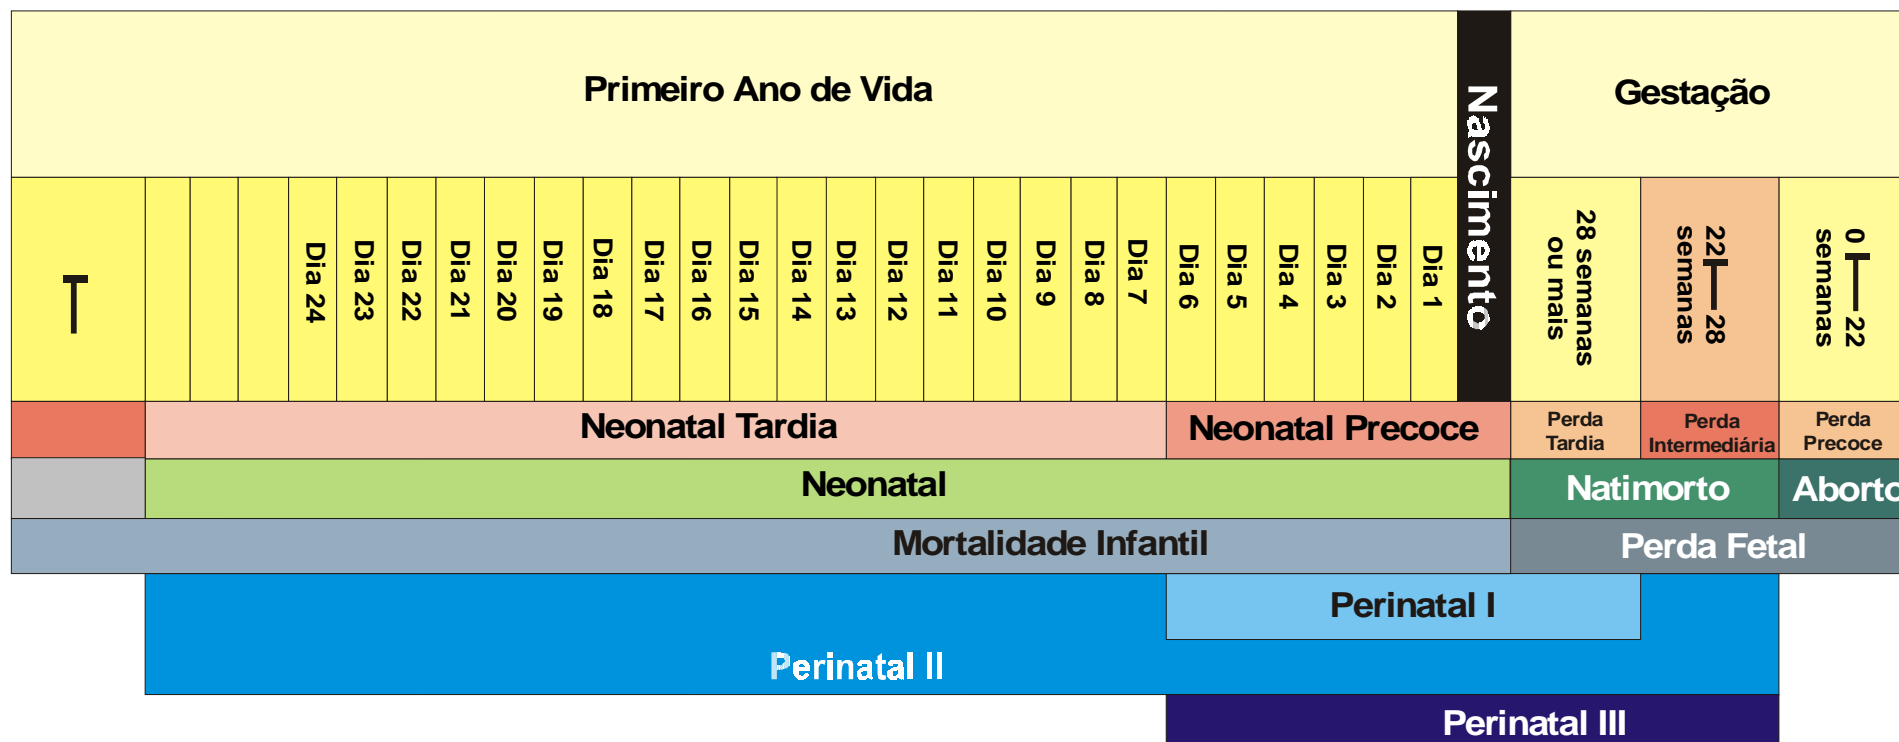 Primeiro Ano de Vida
Nascimento
Gestação
Dia 24
Dia 23
Dia 22
Dia 21
Dia 20
Dia 19
Dia 18
Dia 17
Dia 16
Dia 15
Dia 14
Dia 13
Dia 12
Dia 11
Dia 10
Dia 9
Dia 8
Dia 7
Dia 6
Dia 5
Dia 4
Dia 3
Dia 2
Dia 1
28 semanas
ou mais
22 28
semanas
0 22
semanas
Neonatal Tardia
Neonatal Precoce
Perda
Tardia
Perda
Intermediária
Perda
Precoce
Neonatal
Natimorto
Aborto
Mortalidade Infantil
Perda Fetal
Perinatal I
Perinatal II
Perinatal III